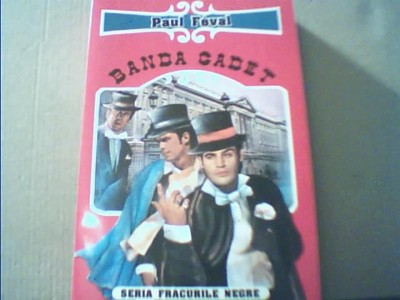 Paul Feval
BANDA CADET
SERIA FRACURILE NEGRE